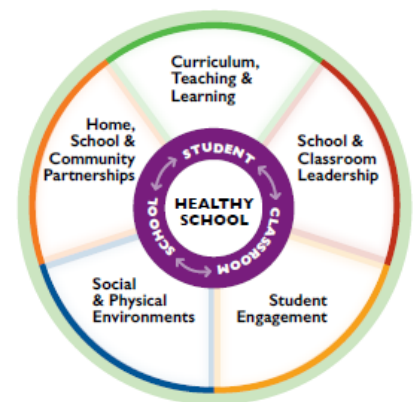 Curriculum,
Teaching &
Learning
Home,
School &
Community
Partnerships
School &
Classroom
Leadership
STUDENT
CLASSROOM
SCHOOL
HEALTHY
SCHOOL
Social
& Physical
Environments
Student
Engagement